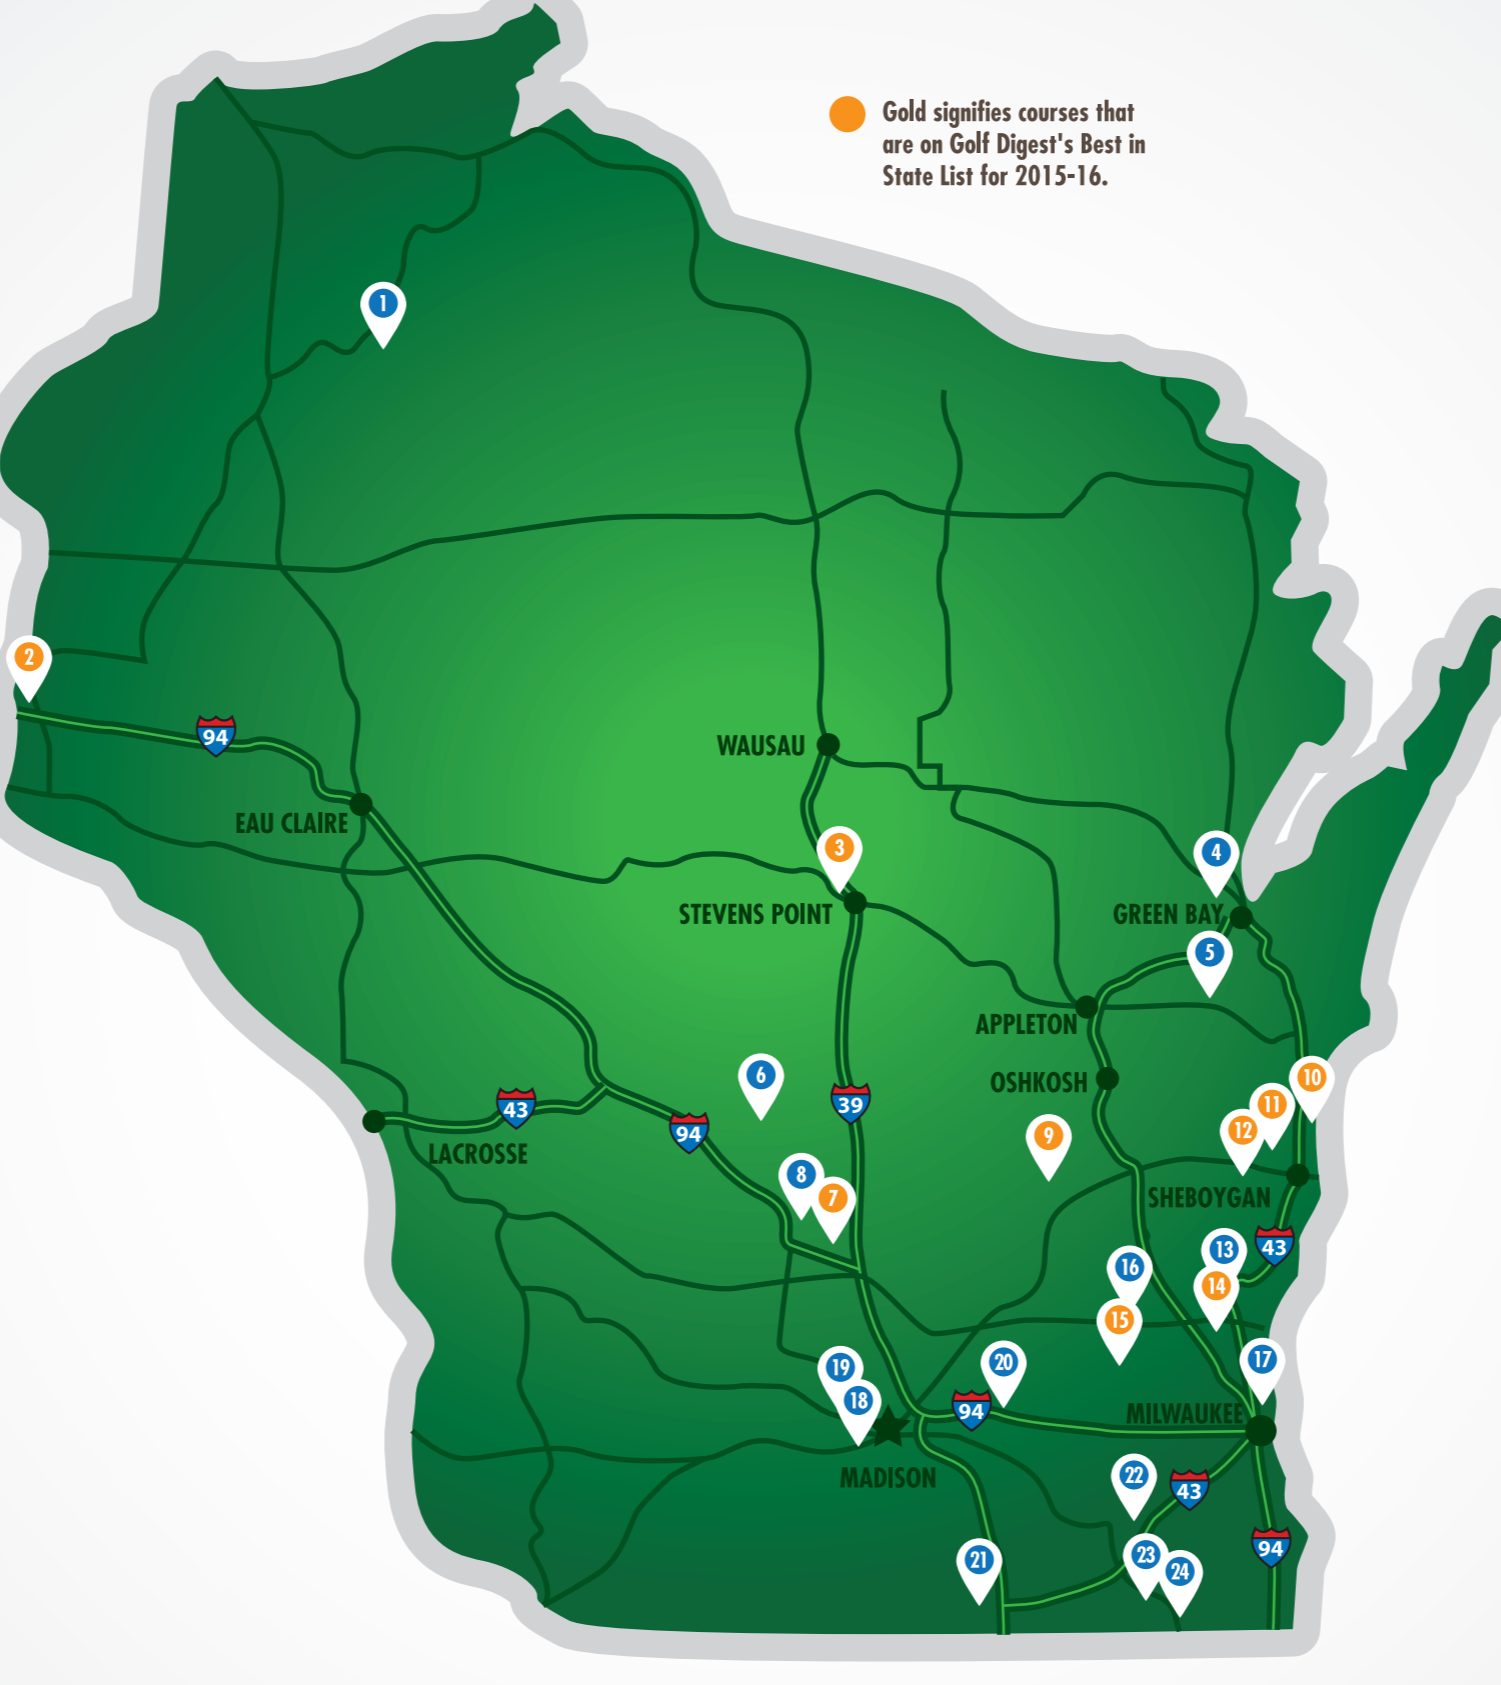 Gold signifies courses that
are on Golf Digest's Best in
State List for 2015-16.
1
2
94
WAUSAU
EAU CLAIRE
3
4
STEVENS POINT
GREEN BAY
5
APPLETON
6
OSHKOSH
10
43
39
11
94
12
9
LACROSSE
8
7
SHEBOYGAN
13
43
16
14
15
17
20
19
18
94
MILWAUKEE
MADISON
22
43
94
21
23
24